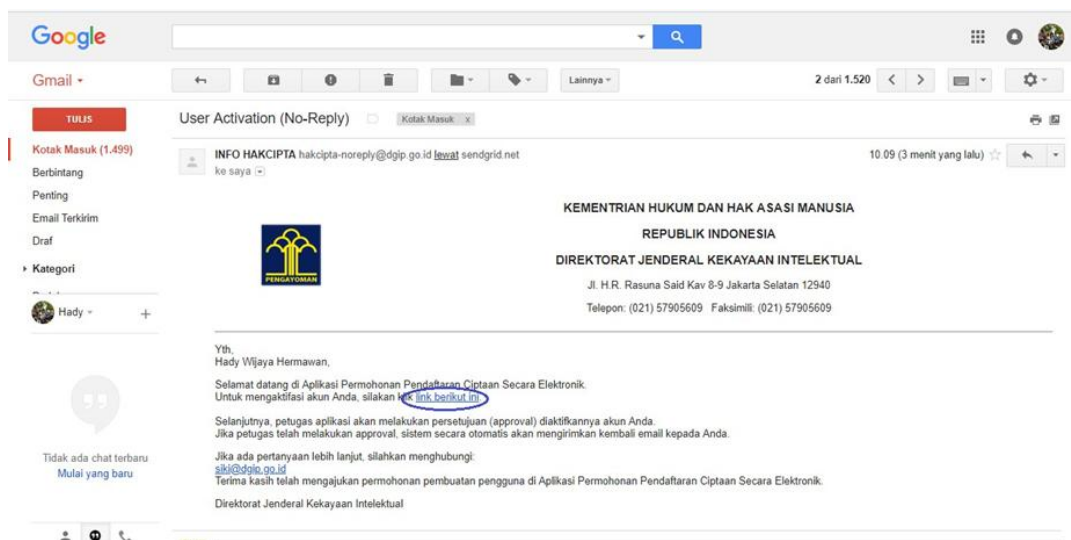 Google
Gmail
Lainnya
2 dari 1.520
TULIS
User Activation (No-Reply)
Kotak Masuk x
Kotak Masuk (1.499)
INFO HAKCIPTA hakcipta-noreply@dgip.go.id lewat sendgrid.net
10.09 (3 menit yang lalu)
ke saya
Berbintang
Penting
Email Terkirim
Draf
Kategori
Hady
Tidak ada chat terbaru
Mulai yang baru
PENGAYOMAN
KEMENTRIAN HUKUM DAN HAK ASASI MANUSIA
REPUBLIK INDONESIA
DIREKTORAT JENDERAL KEKAYAAN INTELEKTUAL
Jl. H.R. Rasuna Said Kav 8-9 Jakarta Selatan 12940
Telepon: (021) 57905609 Faksimili: (021) 57905609
Yth,
Hady Wijaya Hermawan,
Selamat datang di Aplikasi Permohonan Pendaftaran Ciptaan Secara Elektronik.
Untuk mengaktifasi akun Anda, silakan klik link berikut ini.
Selanjutnya, petugas aplikasi akan melakukan persetujuan (approval) diaktifkannya akun Anda.
Jika petugas telah melakukan approval, sistem secara otomatis akan mengirimkan kembali email kepada Anda.
Jika ada pertanyaan lebih lanjut, silahkan menghubungi:
siki@dgip.go.id
Terima kasih telah mengajukan permohonan pembuatan pengguna di Aplikasi Permohonan Pendaftaran Ciptaan Secara Elektronik.
Direktorat Jenderal Kekayaan Intelektual